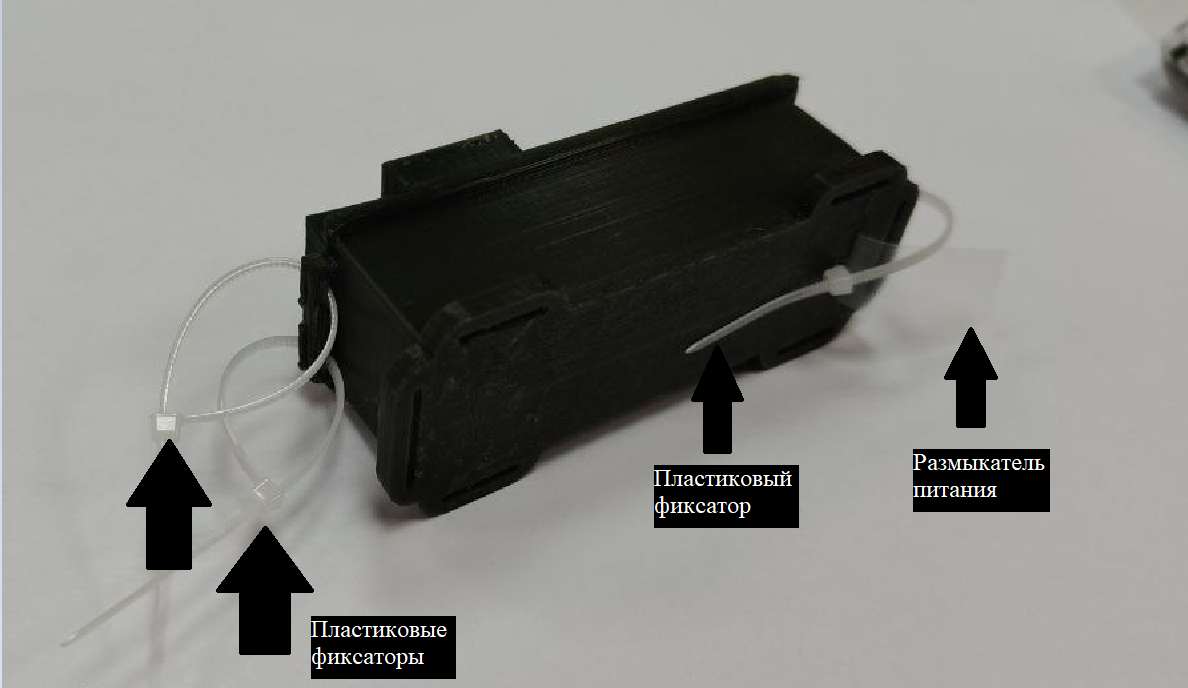 Пластиковый
фиксатор
Размыкатель
питания
Пластиковые
фиксаторы